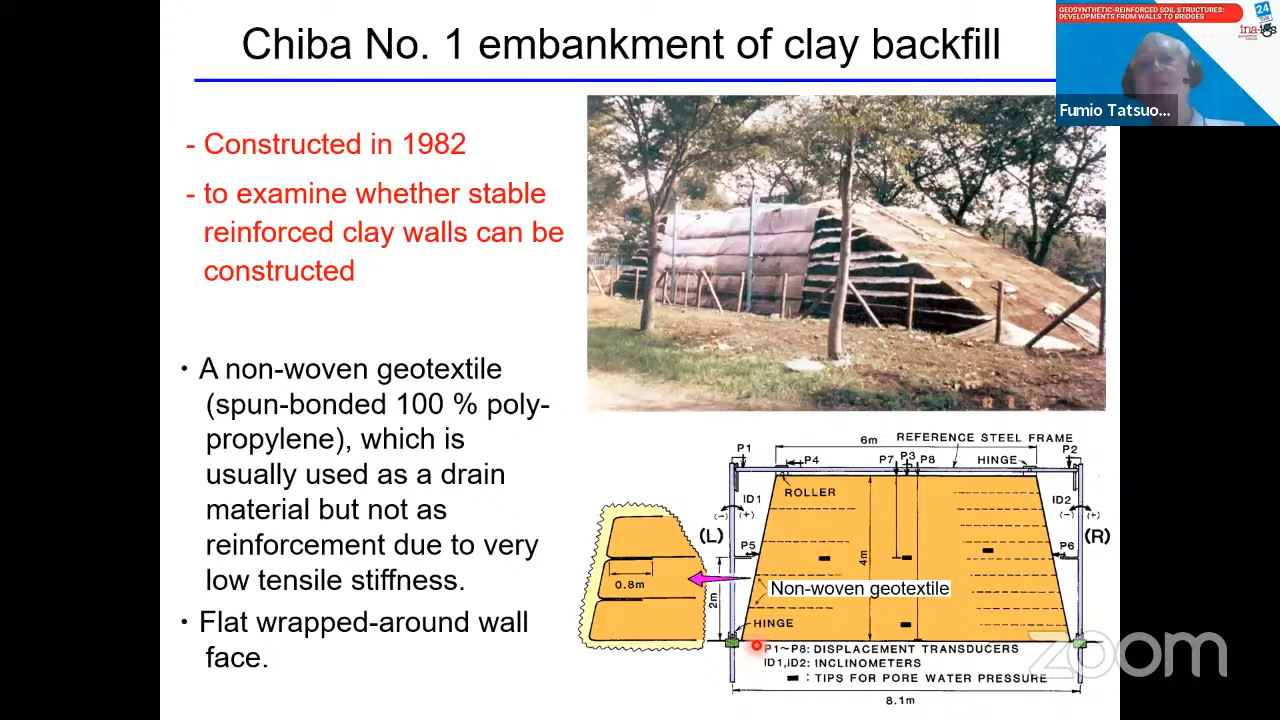 Chiba No. 1 embankment of clay backfill
- Constructed in 1982
- to examine whether stable
reinforced clay walls can be
constructed
・A non-woven geotextile
(spun-bonded 100 % poly-
propylene), which is
usually used as a drain
material but not as
reinforcement due to very
low tensile stiffness.
・Flat wrapped-around wall
face.
GEOSYNTHETIC-REINFORCED SOIL STRUCTURES:
DEVELOPMENTS FROM WALLS TO BRIDGES
24
Fumio Tatsuo...
6m
REFERENCE STEEL FRAME
P1
P4
P7
P3
P8
HINGE
P2
ROLLER
ID1
(-)
(+)
ID2
(-)
(+)
(L)
(R)
P5
P6
4m
2m
0.8m
Non-woven geotextile
HINGE
P1~P8: DISPLACEMENT TRANSDUCERS
ID1,ID2: INCLINOMETERS
: TIPS FOR PORE WATER PRESSURE
8.1m
zoom